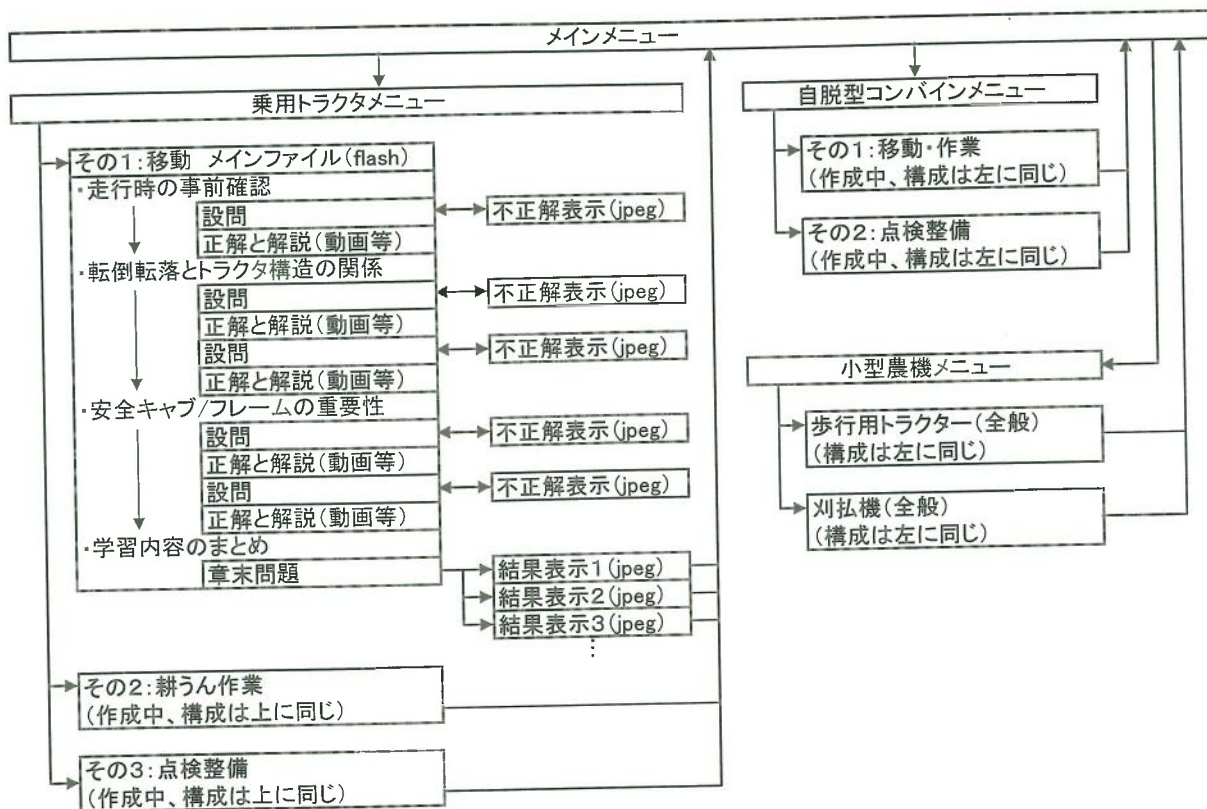 メインメニュー
乗用トラクタメニュー
その1:移動 メインファイル(flash)
・走行時の事前確認
設問
正解と解説(動画等)
不正解表示(jpeg)
・転倒転落とトラクタ構造の関係
設問
正解と解説(動画等)
不正解表示(jpeg)
設問
正解と解説(動画等)
不正解表示(jpeg)
・安全キャブ/フレームの重要性
設問
正解と解説(動画等)
不正解表示(jpeg)
設問
正解と解説(動画等)
不正解表示(jpeg)
・学習内容のまとめ
章末問題
結果表示1(jpeg)
結果表示2(jpeg)
結果表示3(jpeg)
⋮
その2:耕うん作業
(作成中、構成は上に同じ)
その3:点検整備
(作成中、構成は上に同じ)
自脱型コンバインメニュー
その1:移動・作業
(作成中、構成は左に同じ)
その2:点検整備
(作成中、構成は左に同じ)
小型農機メニュー
歩行用トラクター(全般)
(構成は左に同じ)
刈払機(全般)
(構成は左に同じ)